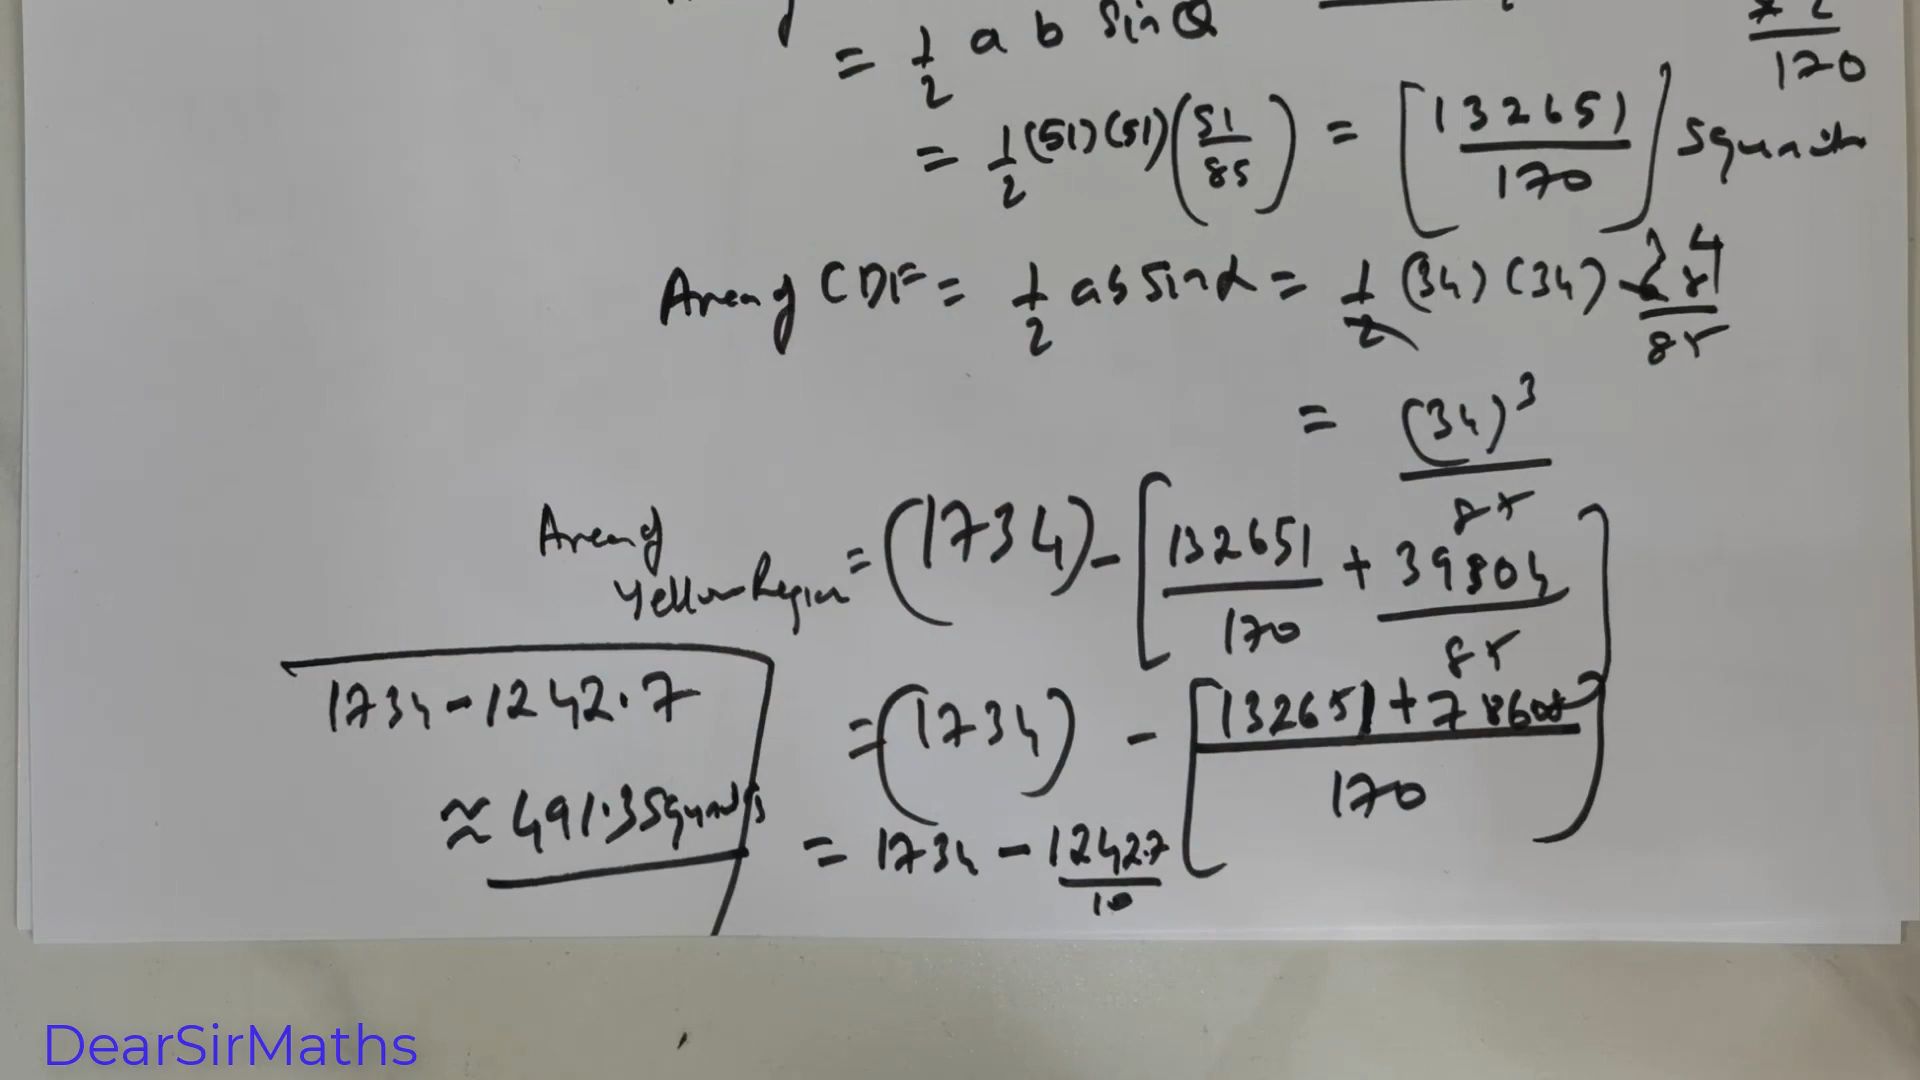 = 1/2 a b Sin Q
120
= 1/2 (51) (51) (51/85) = [132651/170] Squnits
Area of CDF = 1/2 ab Sin α = 1/2 (34) (34) 34/85
= (34)^3/85
Area of Yellow Region = (1734) - [132651/170 + 39304/85]
= (1734) - [132651 + 78608/170]
= 1734 - 12427/10
1734 - 1242.7
≈ 491.3 Squnits
DearSirMaths